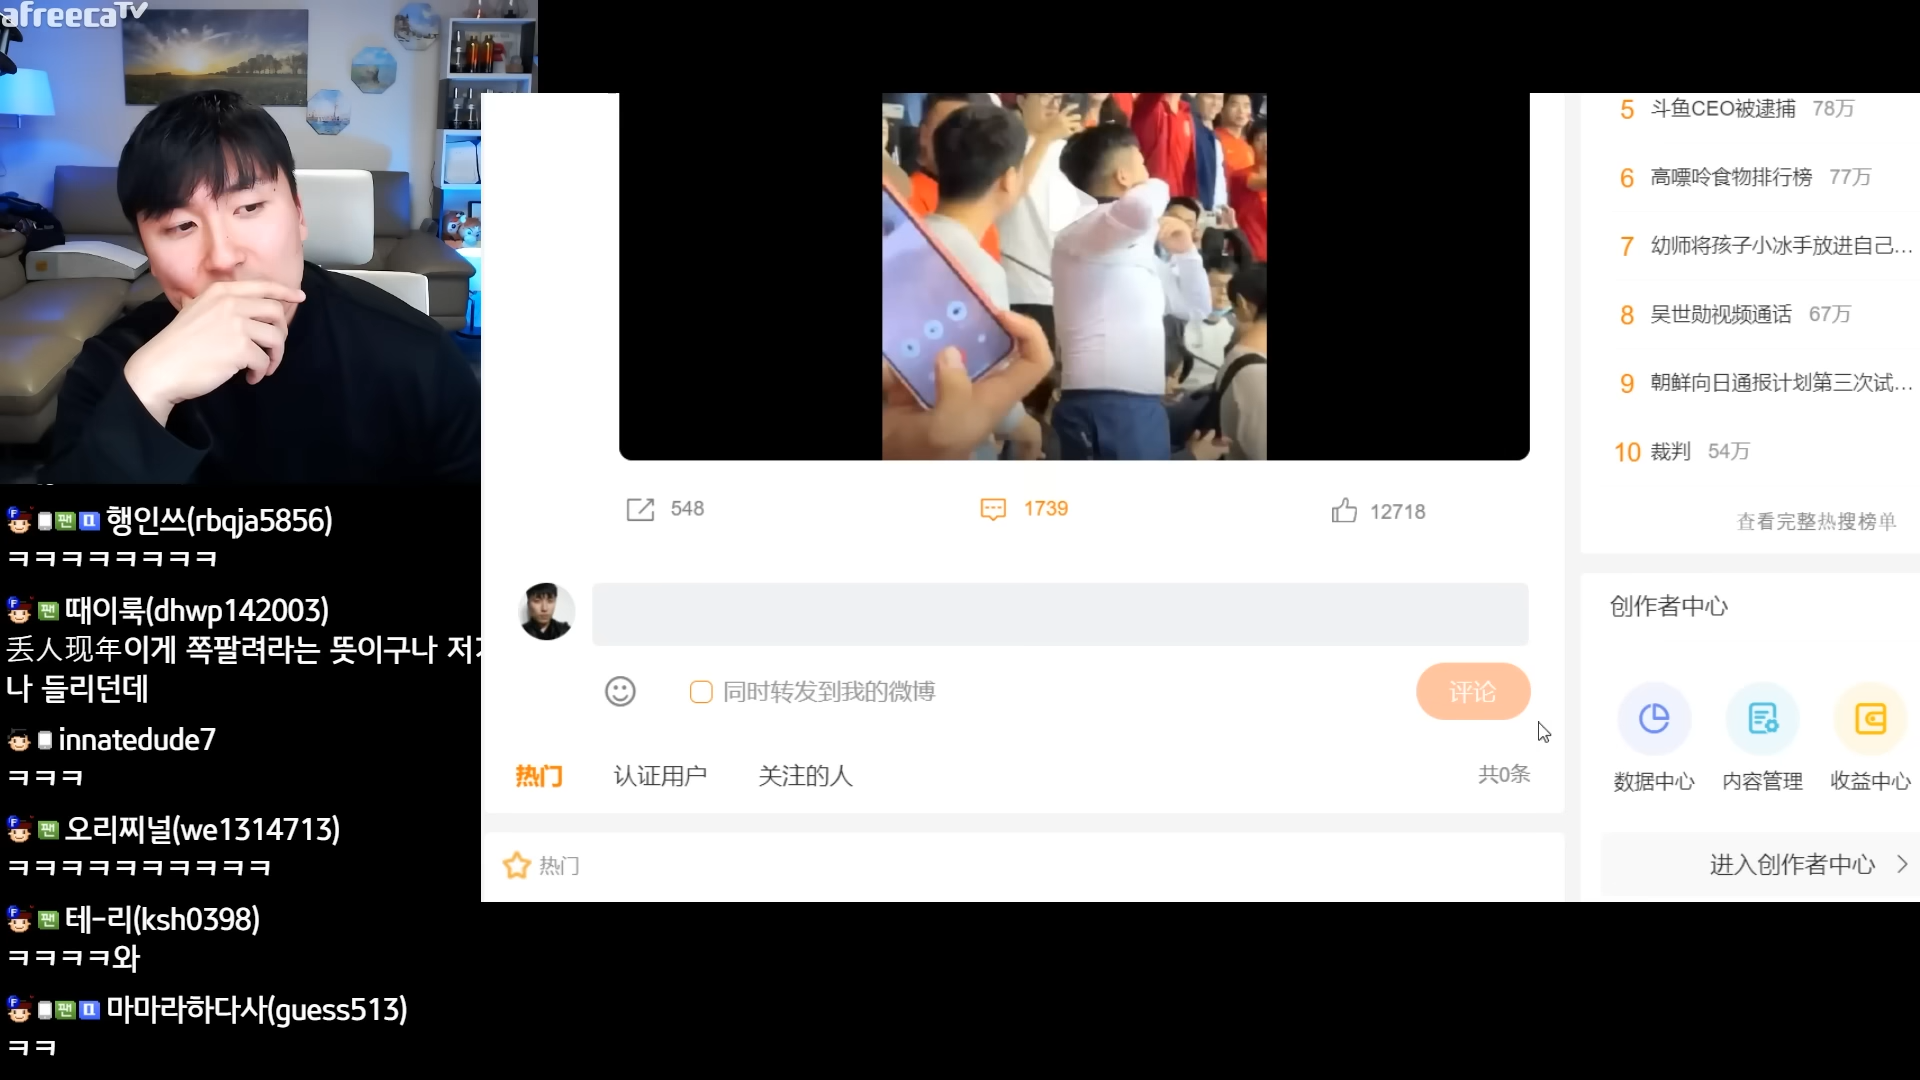 afreecaTV
행인쓰(rbqja5856)
ㅋㅋㅋㅋㅋㅋㅋㅋ
때이룩(dhwp142003)
丢人现年이게 쪽팔려라는 뜻이구나 저
나 들리던데
innatedude7
ㅋㅋㅋ
오리찌널(we1314713)
ㅋㅋㅋㅋㅋㅋㅋㅋㅋㅋ
테-리(ksh0398)
ㅋㅋㅋㅋ와
마마라하다사(guess513)
ㅋㅋ
548
1739
12718
同时转发到我的微博
评论
热门
认证用户
关注的人
共0条
热门
5 斗鱼CEO被逮捕 78万
6 高嘌呤食物排行榜 77万
7 幼师将孩子小冰手放进自己...
8 吴世勋视频通话 67万
9 朝鲜向日通报计划第三次试...
10 裁判 54万
查看完整热搜榜单
创作者中心
数据中心
内容管理
收益中心
进入创作者中心 >